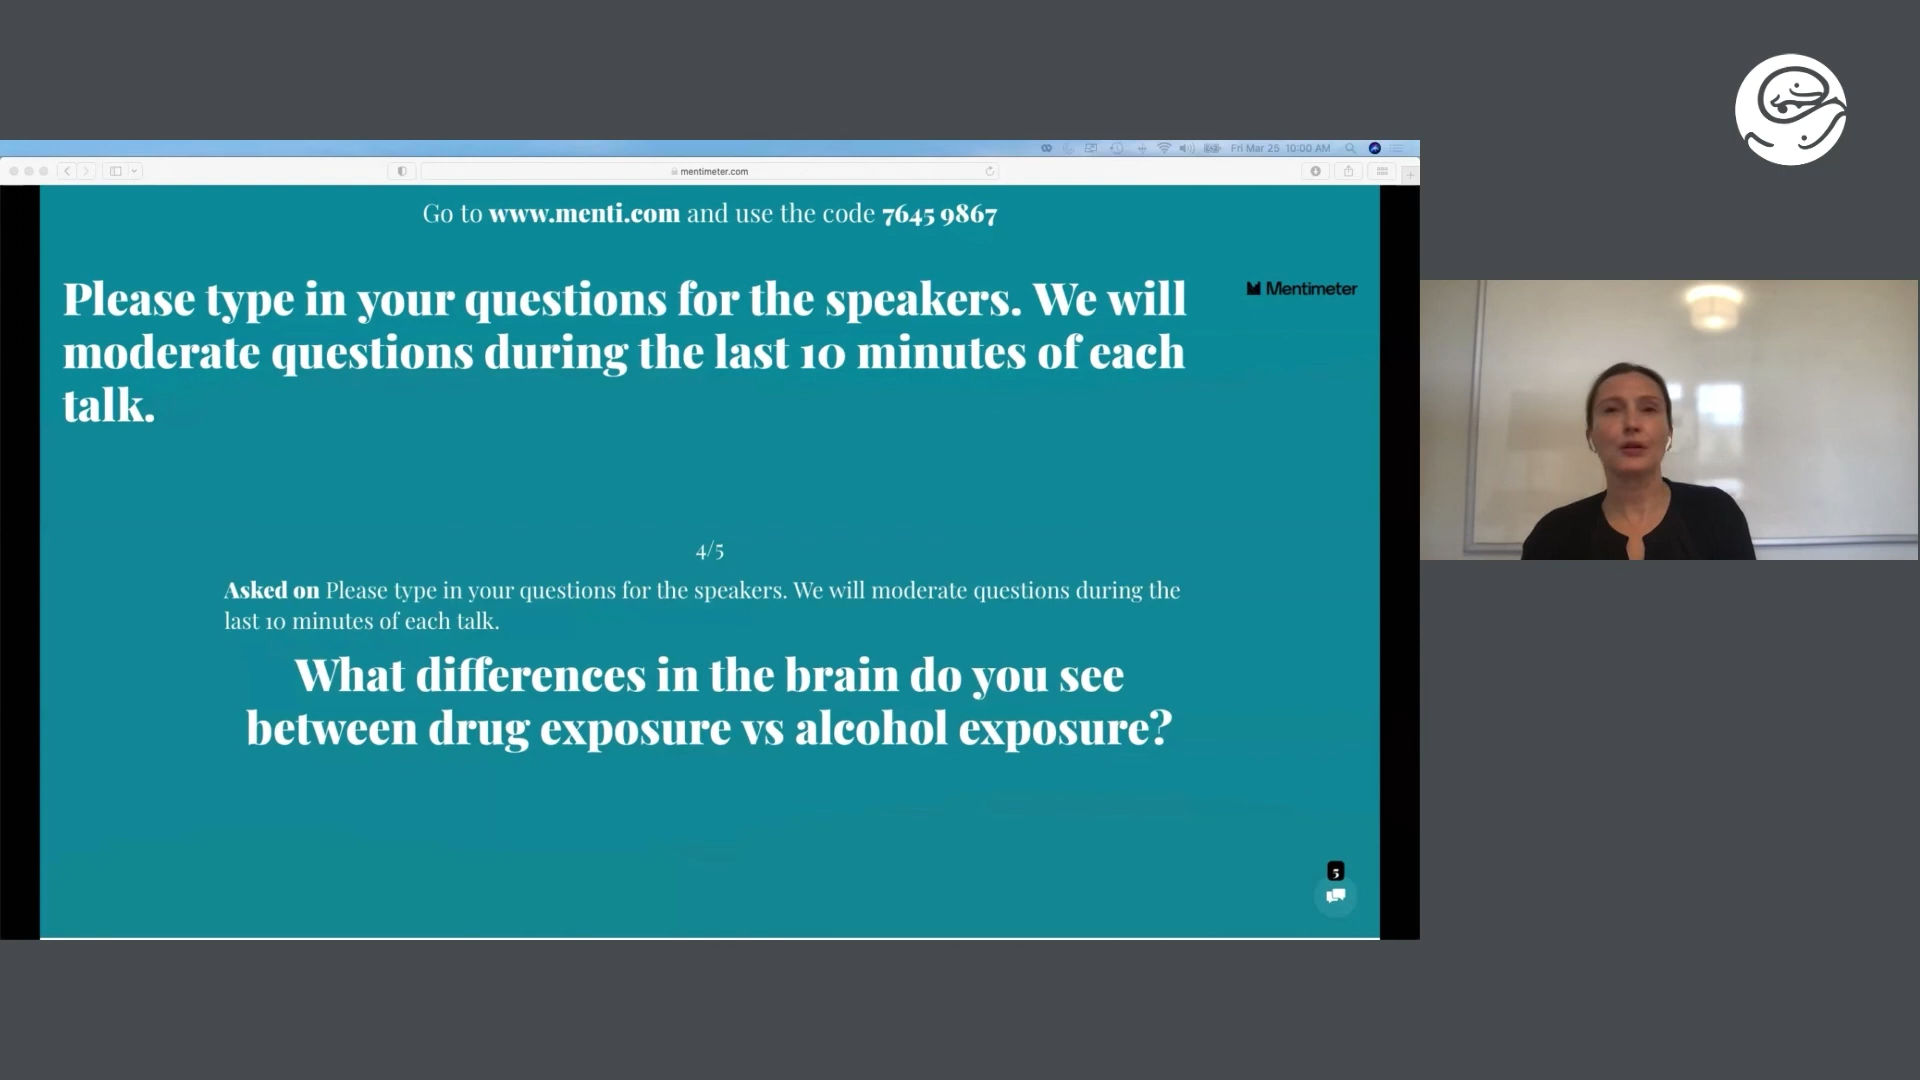 Fri Mar 25 10:00 AM
mentimeter.com
Go to www.menti.com and use the code 7645 9867
Please type in your questions for the speakers. We will
moderate questions during the last 10 minutes of each
talk.
Mentimeter
4/5
Asked on Please type in your questions for the speakers. We will moderate questions during the
last 10 minutes of each talk.
What differences in the brain do you see
between drug exposure vs alcohol exposure?
5